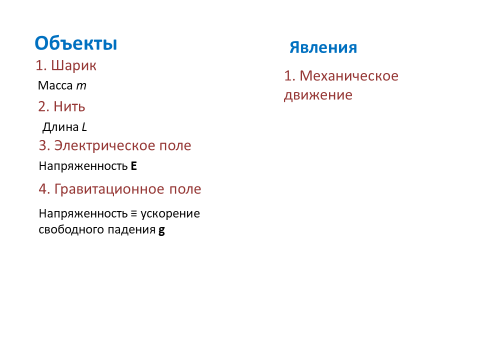 Объекты
1. Шарик
Масса m
2. Нить
Длина L
3. Электрическое поле
Напряженность E
4. Гравитационное поле
Напряженность ≡ ускорение
свободного падения g
Явления
1. Механическое
движение